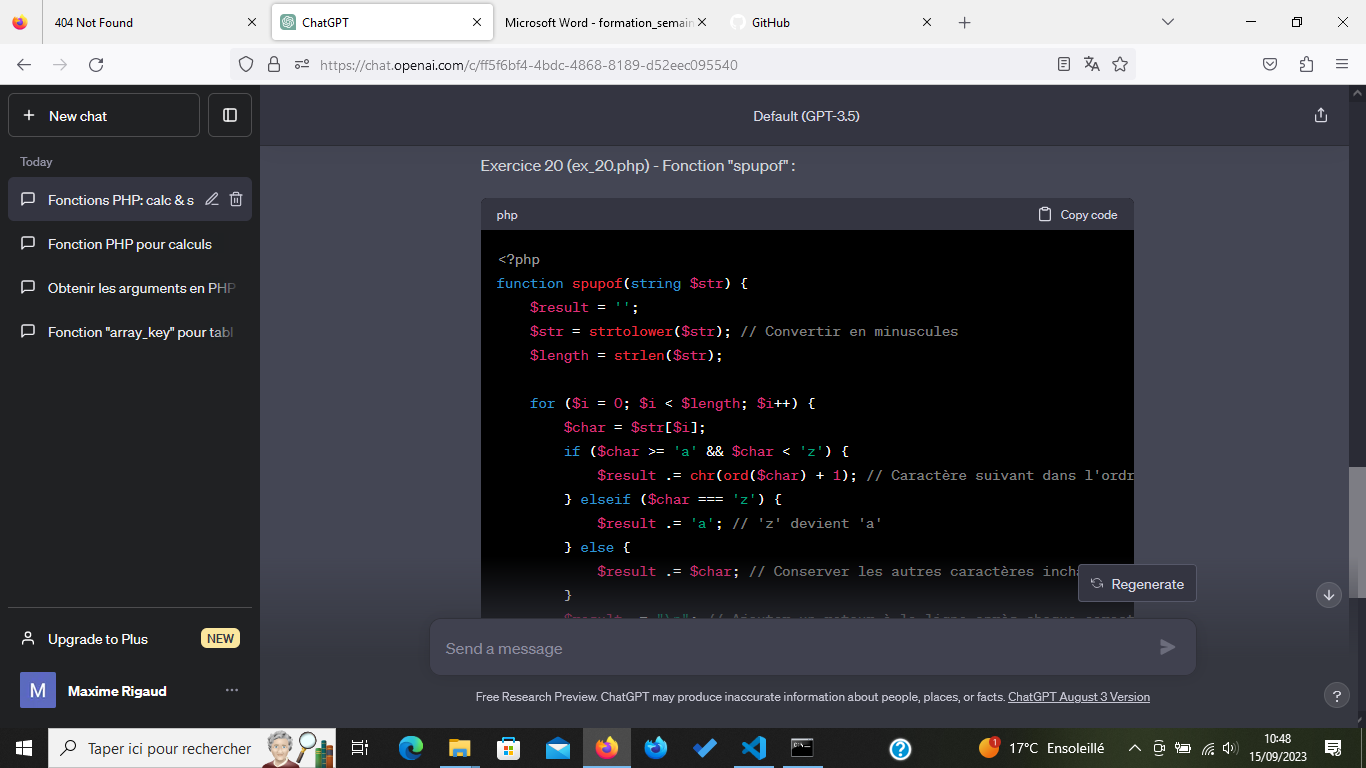 404 Not Found
ChatGPT
Microsoft Word - formation_semain
GitHub
https://chat.openai.com/c/ff5f6bf4-4bdc-4868-8189-d52eec095540
New chat
Default (GPT-3.5)
Today
Fonctions PHP: calc & s
Fonction PHP pour calculs
Obtenir les arguments en PHP
Fonction "array_key" pour tabl
Exercice 20 (ex_20.php) - Fonction "spupof" :
php
Copy code
<?php
function spupof(string $str) {
$result = '';
$str = strtolower($str); // Convertir en minuscules
$length = strlen($str);
for ($i = 0; $i < $length; $i++) {
$char = $str[$i];
if ($char >= 'a' && $char < 'z') {
$result .= chr(ord($char) + 1); // Caractère suivant dans l'ordr
} elseif ($char === 'z') {
$result .= 'a'; // 'z' devient 'a'
} else {
$result .= $char; // Conserver les autres caractères incha
}
Regenerate
Send a message
Free Research Preview. ChatGPT may produce inaccurate information about people, places, or facts. ChatGPT August 3 Version
?
Upgrade to Plus
NEW
M
Maxime Rigaud
Taper ici pour rechercher
17°C Ensoleillé
10:48
15/09/2023